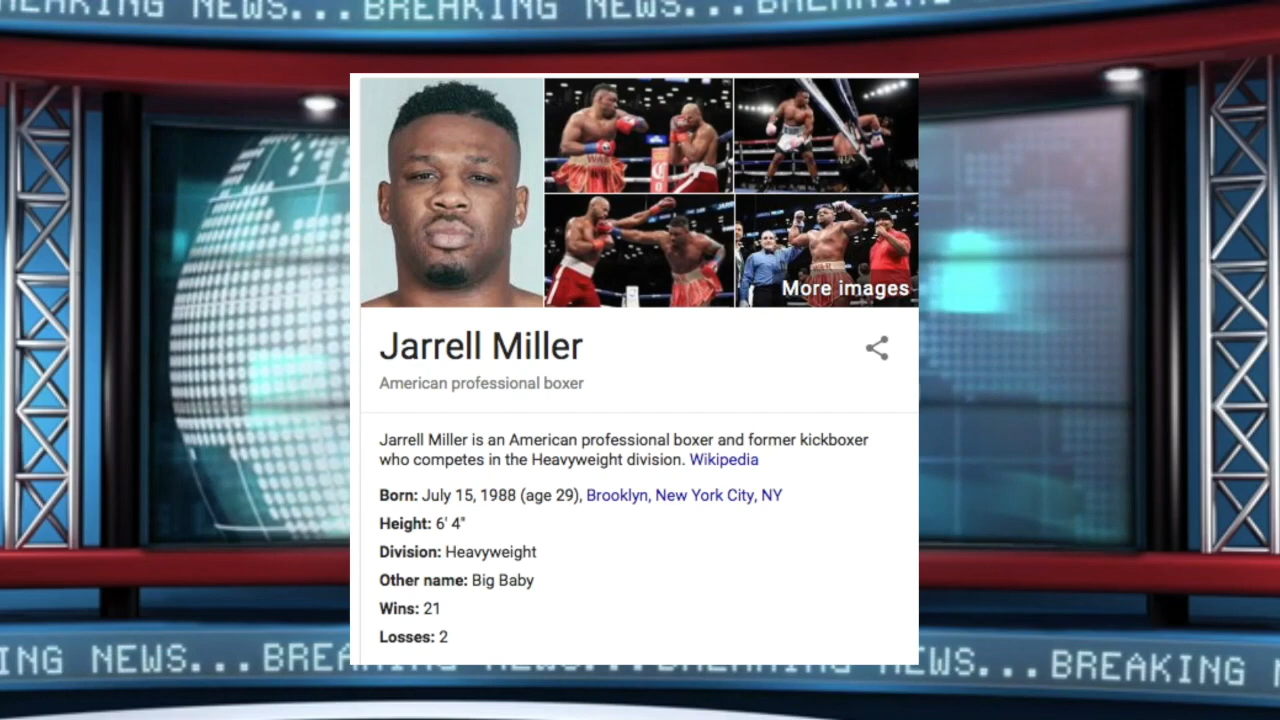 BREAKING NEWS...BREAKING NEWS...BREAKING
More images
Jarrell Miller
American professional boxer
Jarrell Miller is an American professional boxer and former kickboxer
who competes in the Heavyweight division. Wikipedia
Born: July 15, 1988 (age 29), Brooklyn, New York City, NY
Height: 6' 4"
Division: Heavyweight
Other name: Big Baby
Wins: 21
Losses: 2
ING NEWS...BREA EWS...BREAKING